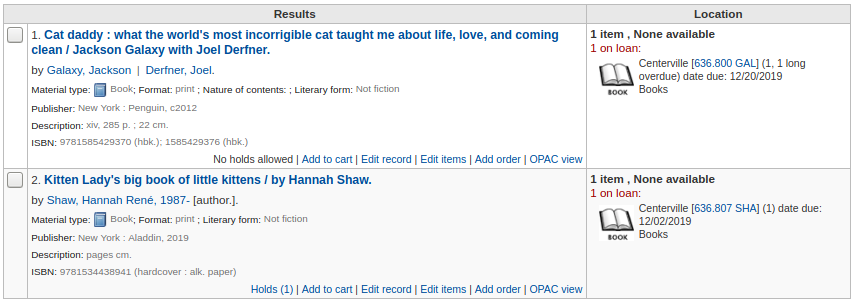 Results
Location
1. Cat daddy : what the world's most incorrigible cat taught me about life, love, and coming
clean / Jackson Galaxy with Joel Derfner.
by Galaxy, Jackson | Derfner, Joel.
Material type: Book; Format: print ; Nature of contents: ; Literary form: Not fiction
Publisher: New York : Penguin, c2012
Description: xiv, 285 p. ; 22 cm.
ISBN: 9781585429370 (hbk.); 1585429376 (hbk.)
No holds allowed | Add to cart | Edit record | Edit items | Add order | OPAC view
1 item , None available
1 on loan:
BOOK
Centerville [636.800 GAL] (1, 1 long
overdue) date due: 12/20/2019
Books
2. Kitten Lady's big book of little kittens / by Hannah Shaw.
by Shaw, Hannah René, 1987- [author.].
Material type: Book; Format: print ; Literary form: Not fiction
Publisher: New York : Aladdin, 2019
Description: pages cm.
ISBN: 9781534438941 (hardcover : alk. paper)
Holds (1) | Add to cart | Edit record | Edit items | Add order | OPAC view
1 item , None available
1 on loan:
BOOK
Centerville [636.807 SHA] (1) date due:
12/02/2019
Books